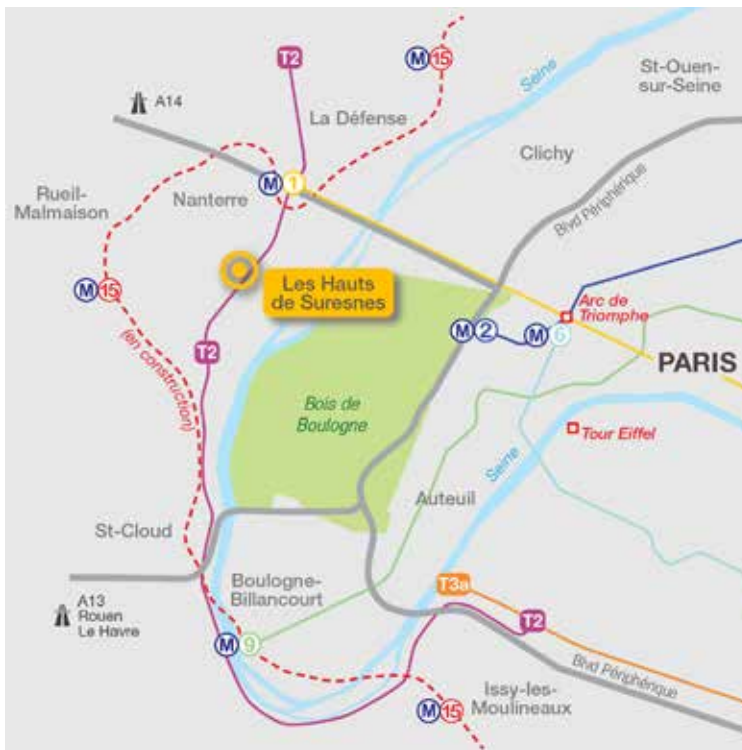 T2
M 15
Seine
St-Ouen-
sur-Seine
A14
La Défense
Clichy
Rueil-
Malmaison
Nanterre
M 1
Blvd Périphérique
Les Hauts
de Suresnes
M 15
Arc de
Triomphe
M 2
M 6
(en construction)
T2
PARIS
Bois de
Boulogne
Tour Eiffel
Seine
Auteuil
St-Cloud
Boulogne-
Billancourt
T3a
A13
Rouen
Le Havre
T2
M 9
Blvd Périphérique
Issy-les-
Moulineaux
M 15